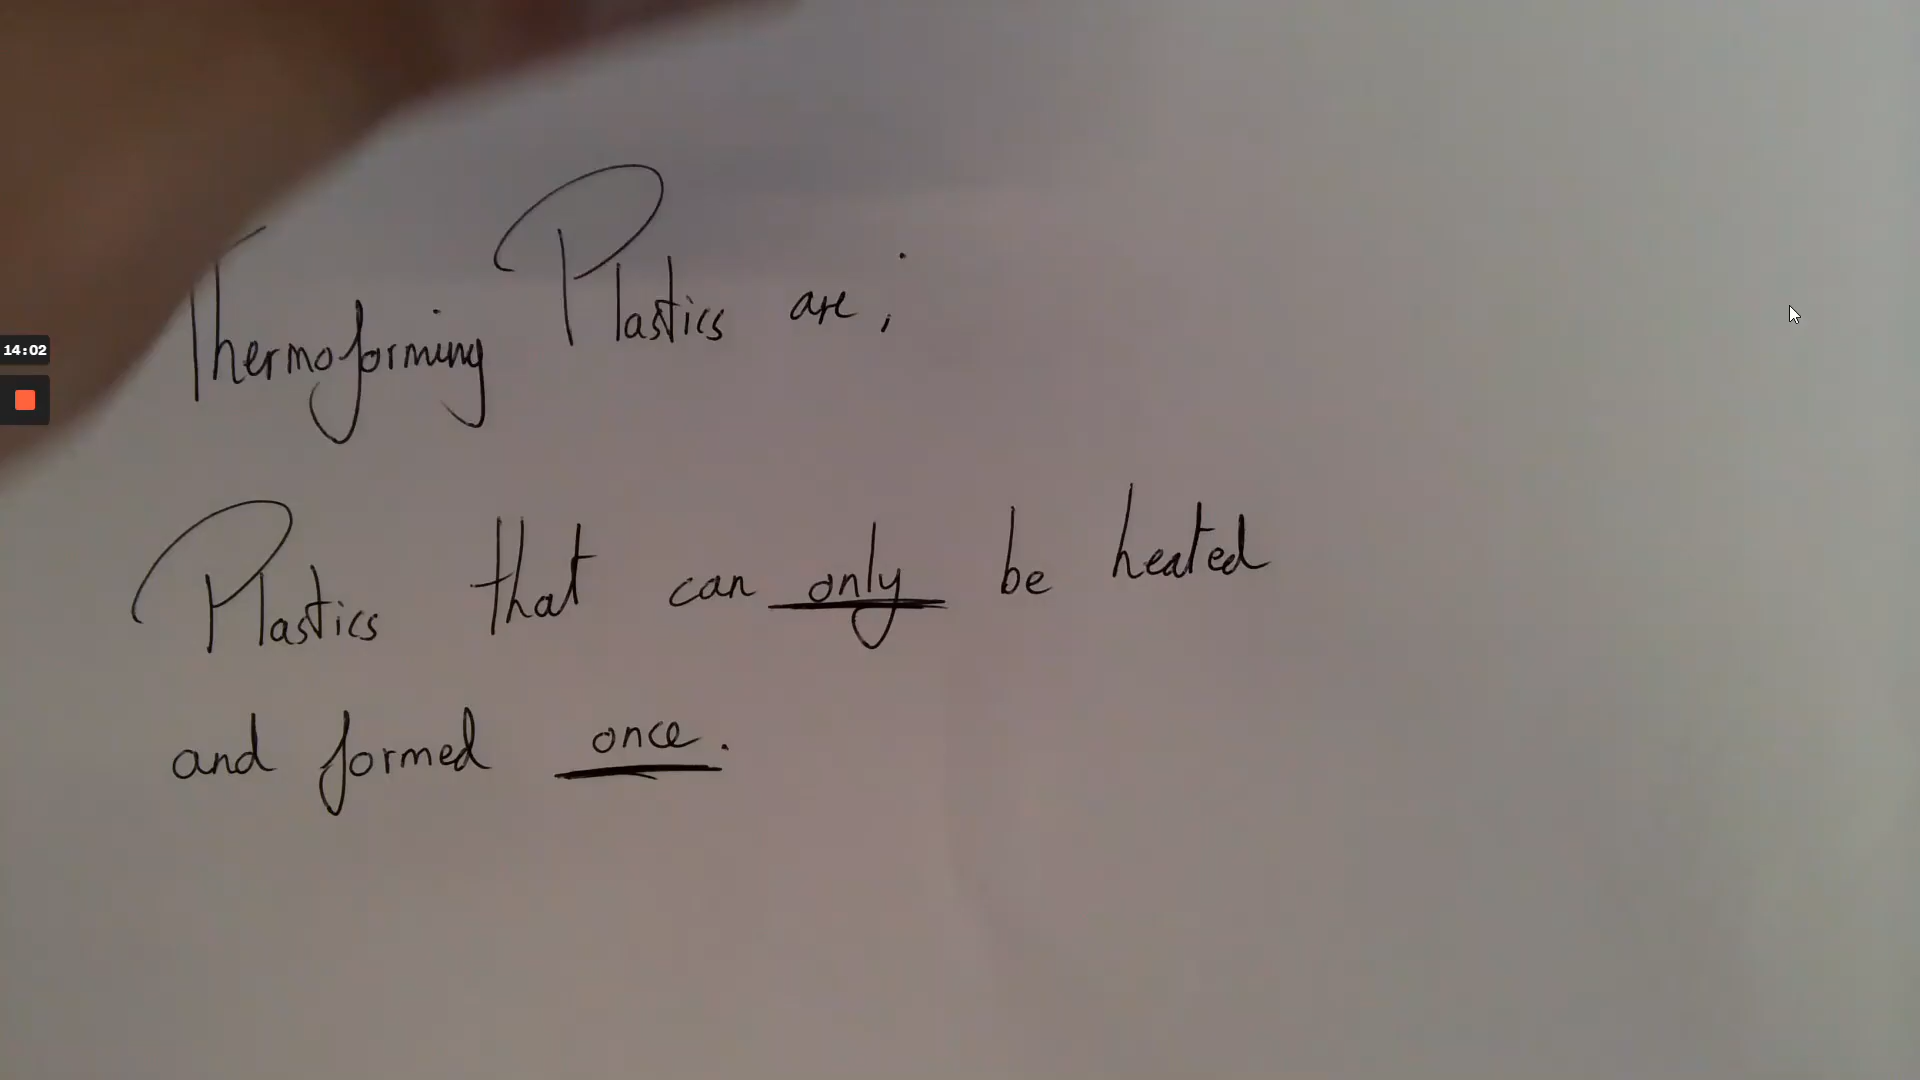 14:02
Thermoforming Plastics are;
Plastics that can only be heated
and formed once.